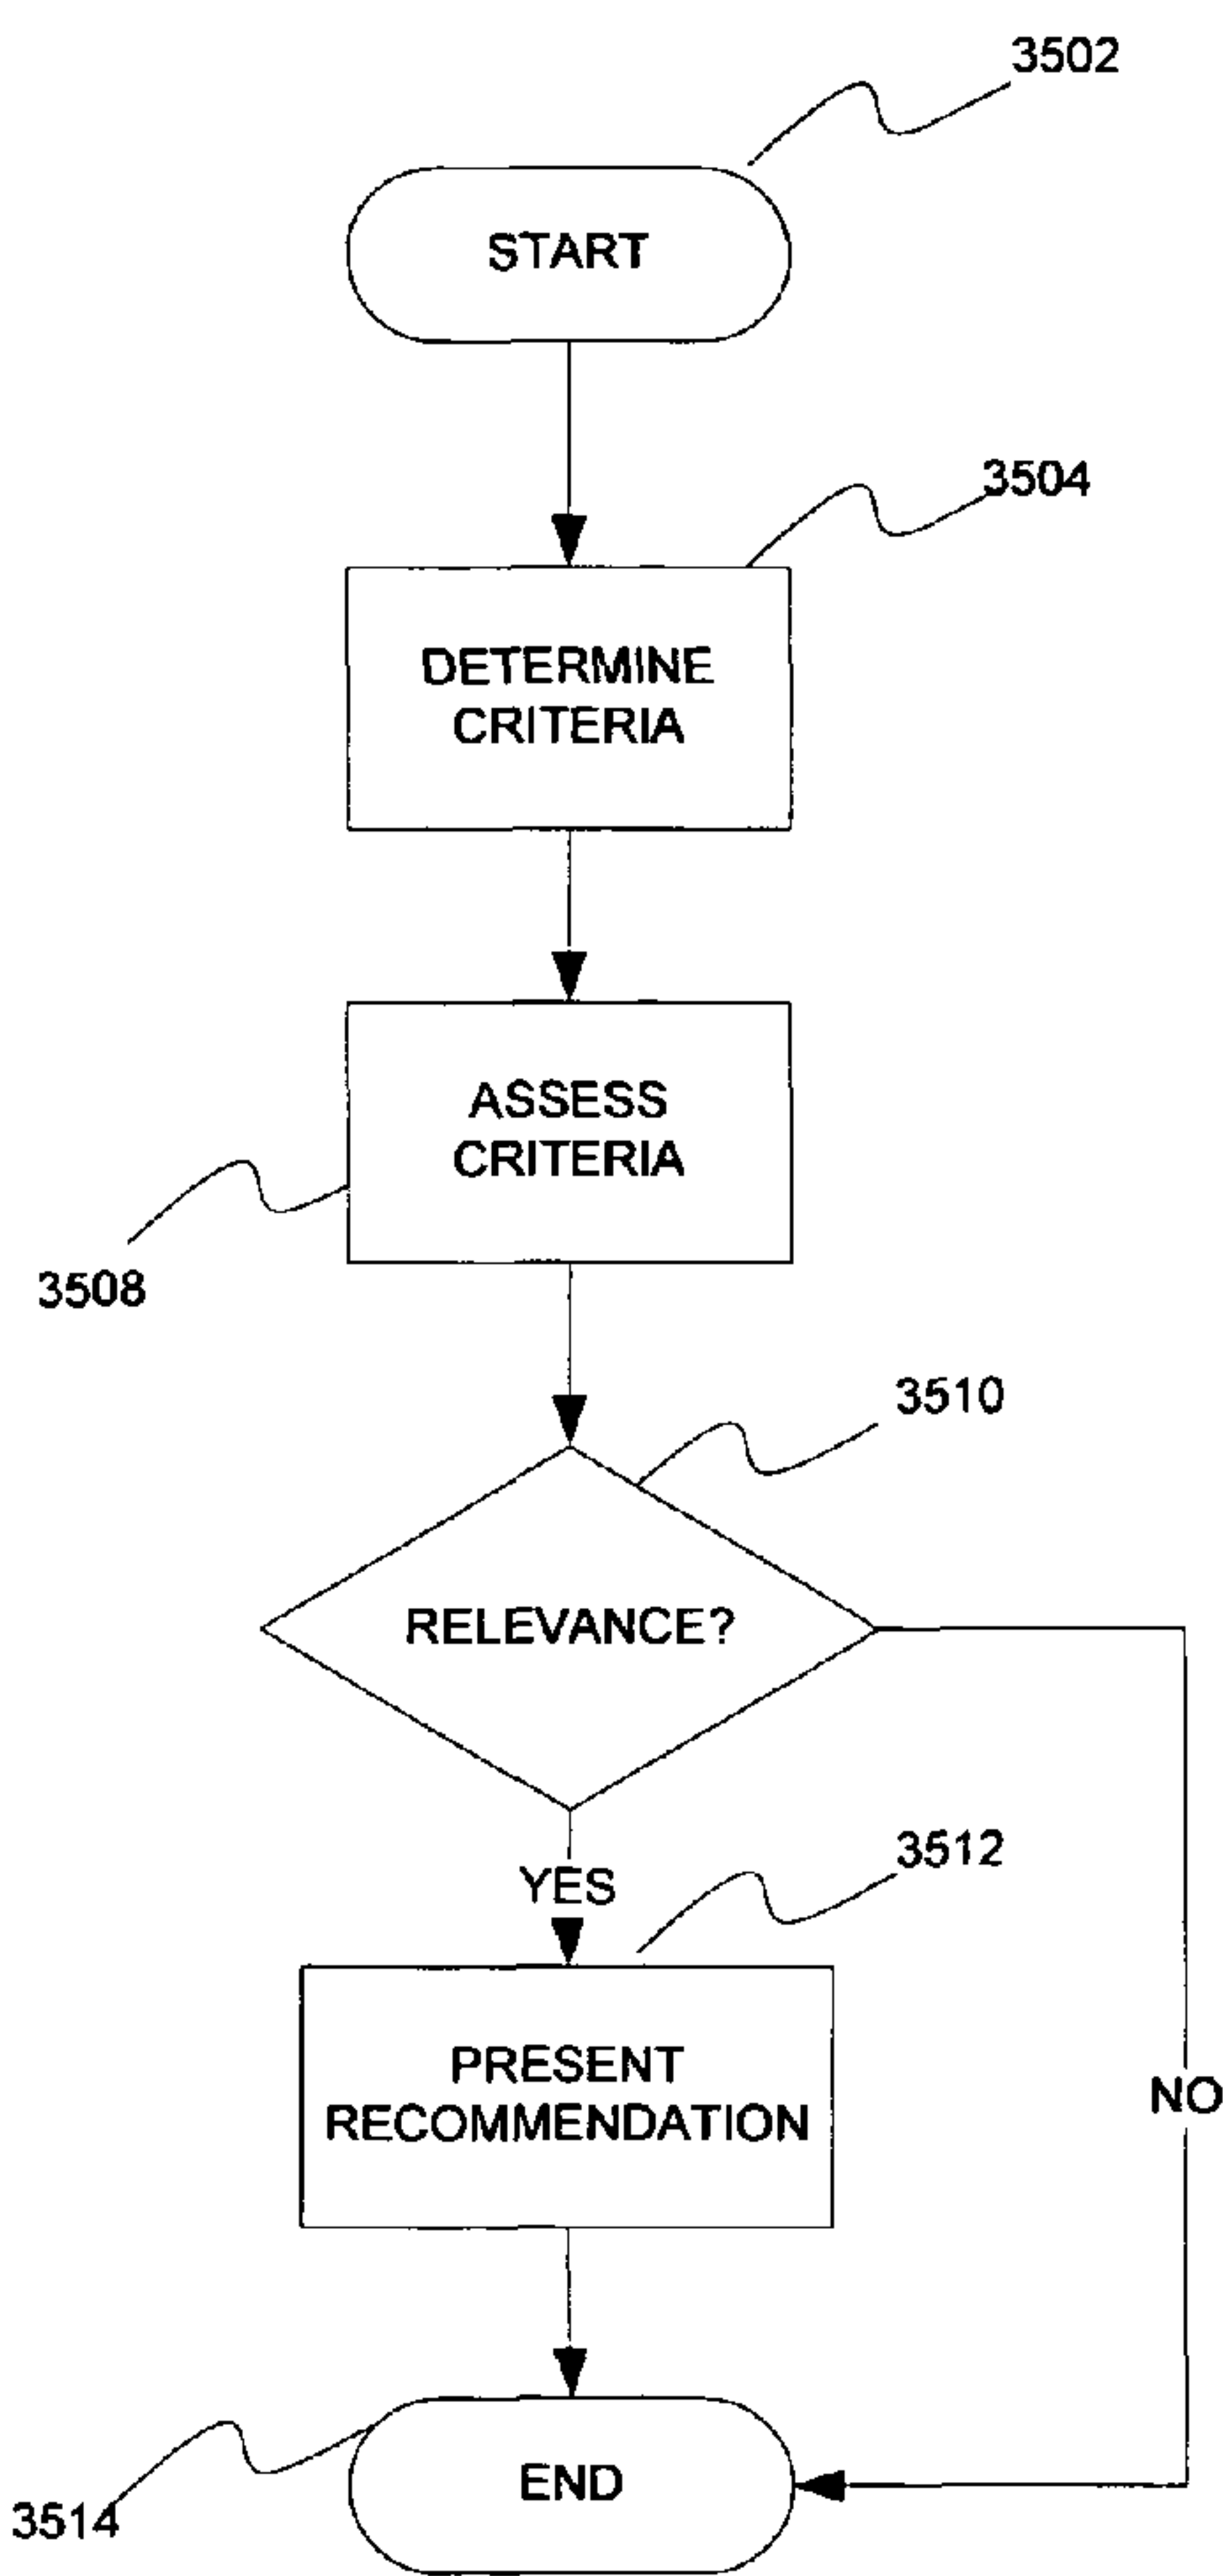 3502
START
3504
DETERMINE
CRITERIA
ASSESS
CRITERIA
3508
3510
RELEVANCE?
3512
YES
PRESENT
RECOMMENDATION
NO
END
3514